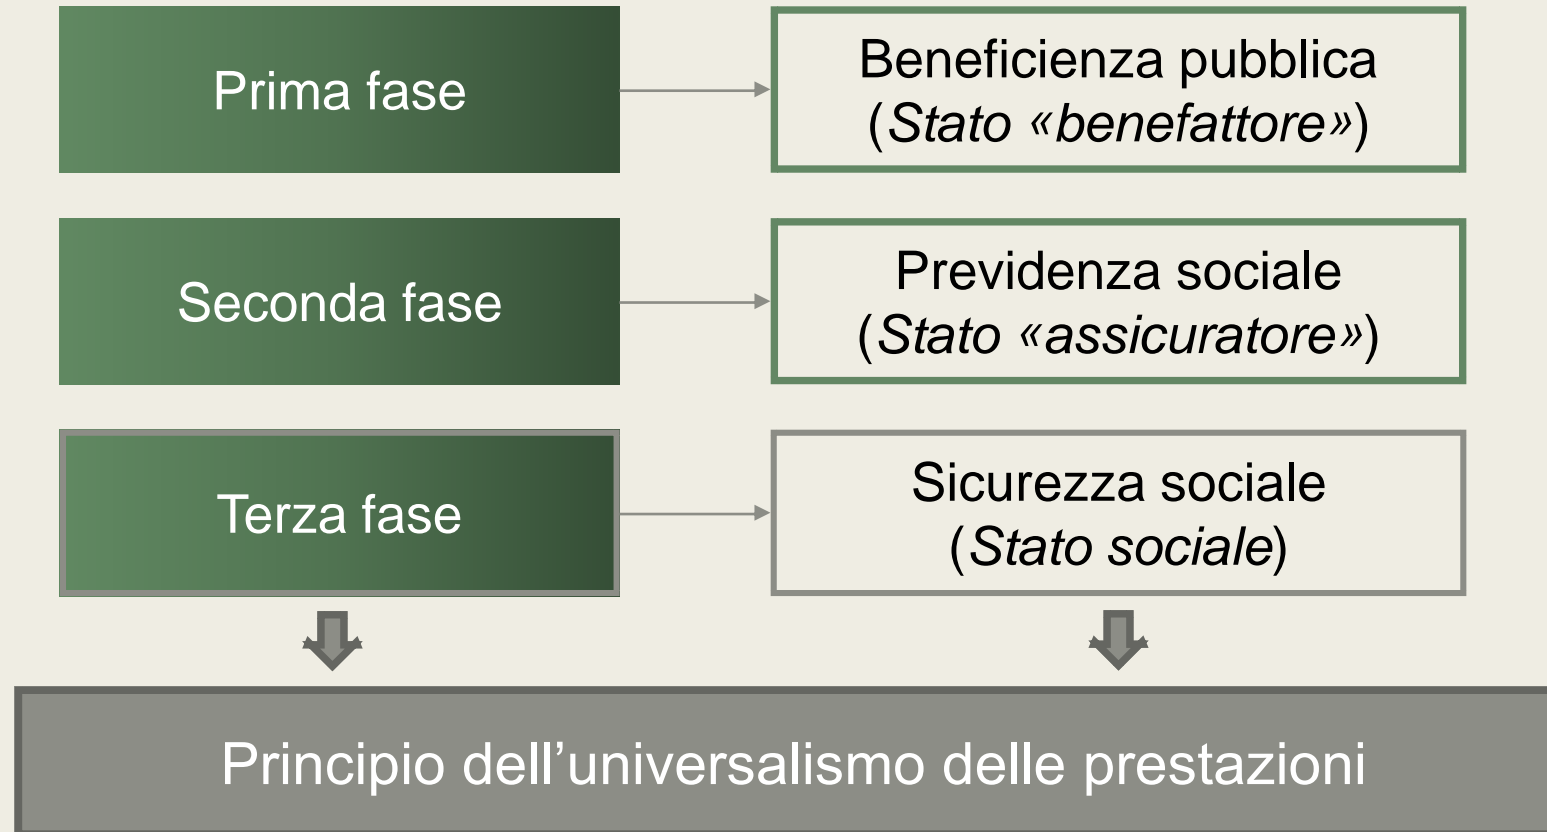 Prima fase
Beneficienza pubblica
(Stato «benefattore»)
Seconda fase
Previdenza sociale
(Stato «assicuratore»)
Terza fase
Sicurezza sociale
(Stato sociale)
Principio dell’universalismo delle prestazioni